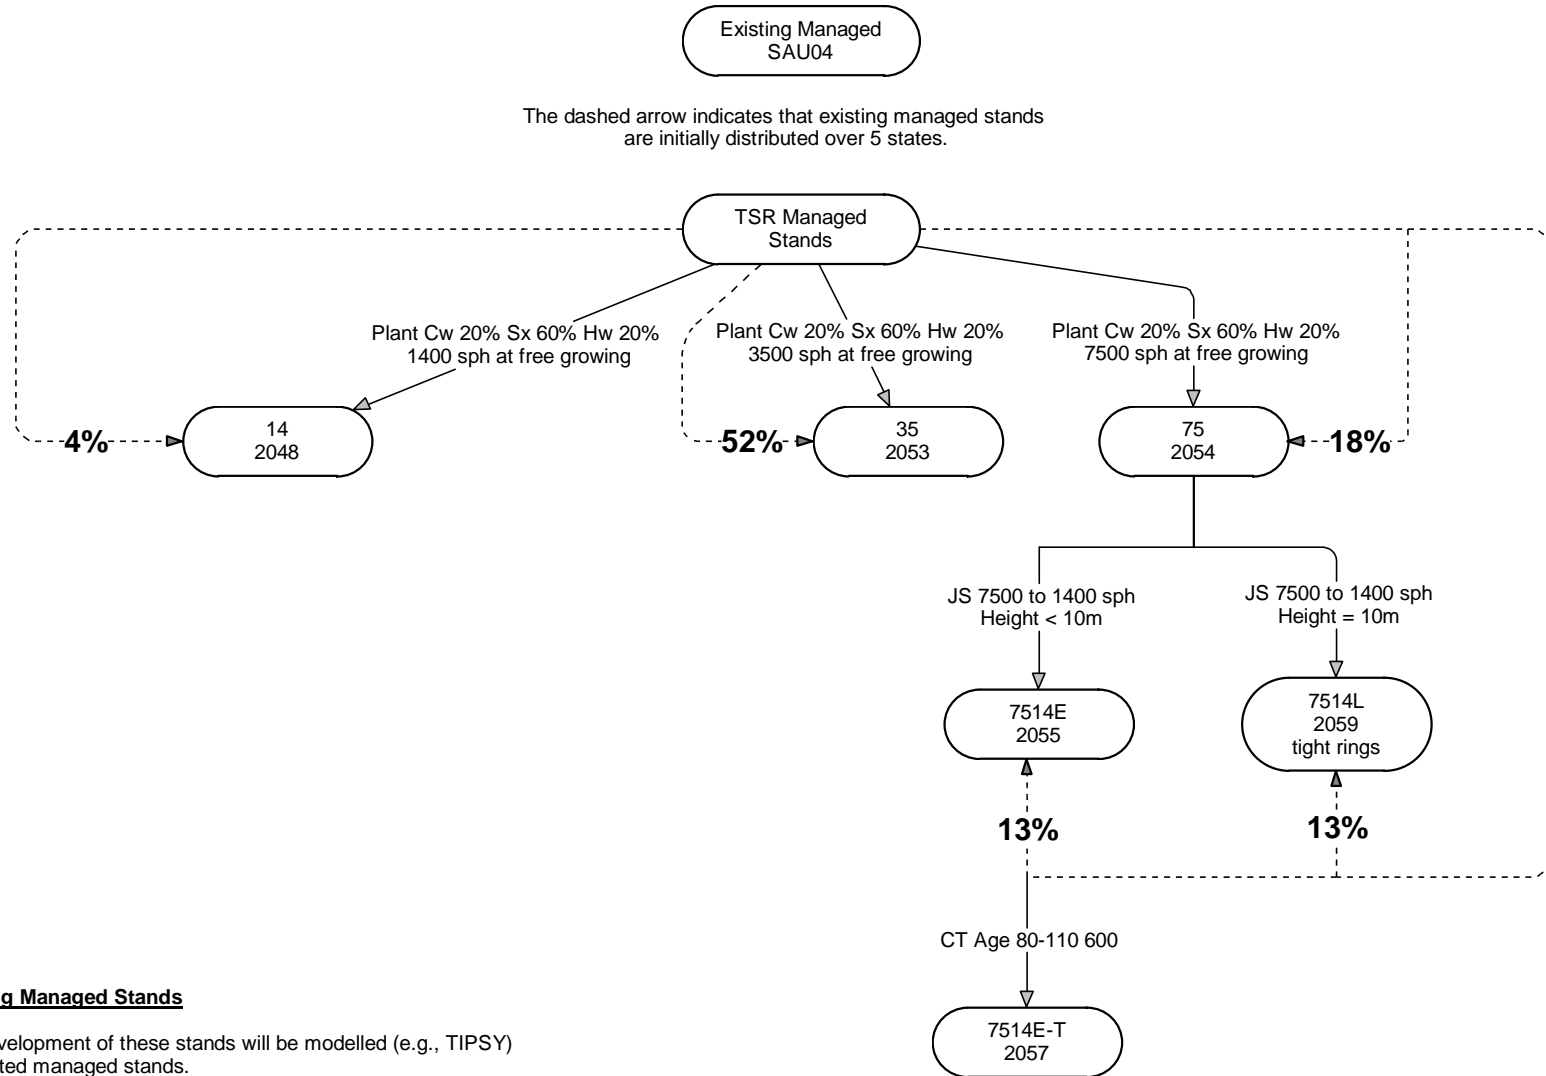 Existing Managed
SAU04
The dashed arrow indicates that existing managed stands
are initially distributed over 5 states.
TSR Managed
Stands
Plant Cw 20% Sx 60% Hw 20%
1400 sph at free growing
Plant Cw 20% Sx 60% Hw 20%
3500 sph at free growing
Plant Cw 20% Sx 60% Hw 20%
7500 sph at free growing
4%
14
2048
52%
35
2053
75
2054
18%
JS 7500 to 1400 sph
Height < 10m
JS 7500 to 1400 sph
Height = 10m
7514E
2055
7514L
2059
tight rings
13%
13%
CT Age 80-110 600
7514E-T
2057
g Managed Stands
velopment of these stands will be modelled (e.g., TIPSY)
ted managed stands.